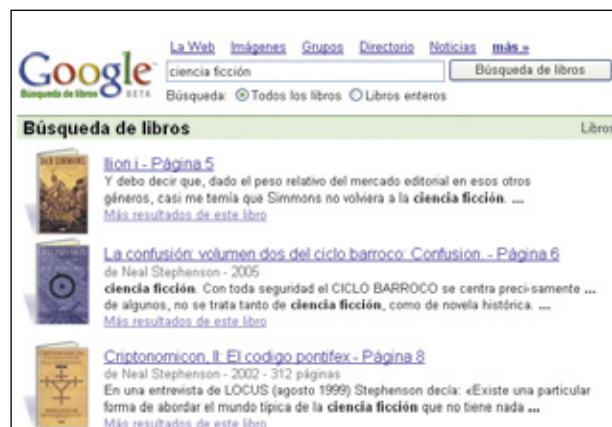 La Web Imágenes Grupos Directorio Noticias más »
Google
Búsqueda de libros BETA
ciencia ficción
Búsqueda de libros
Búsqueda: Todos los libros Libros enteros
Búsqueda de libros Libros
DAN SIMMONS
Ilion i - Página 5
Y debo decir que, dado el peso relativo del mercado editorial en esos otros
géneros, casi me temía que Simmons no volviera a la ciencia ficción. ...
Más resultados de este libro
La confusión: volumen dos del ciclo barroco: Confusion. - Página 6
de Neal Stephenson - 2005
ciencia ficción. Con toda seguridad el CICLO BARROCO se centra preci-samente ...
de algunos, no se trata tanto de ciencia ficción, como de novela histórica. ...
Más resultados de este libro
Criptonomicon, II: El codigo pontifex - Página 8
de Neal Stephenson - 2002 - 312 páginas
En una entrevista de LOCUS (agosto 1999) Stephenson decía: «Existe una particular
forma de abordar el mundo típica de la ciencia ficción que no tiene nada ...
Más resultados de este libro